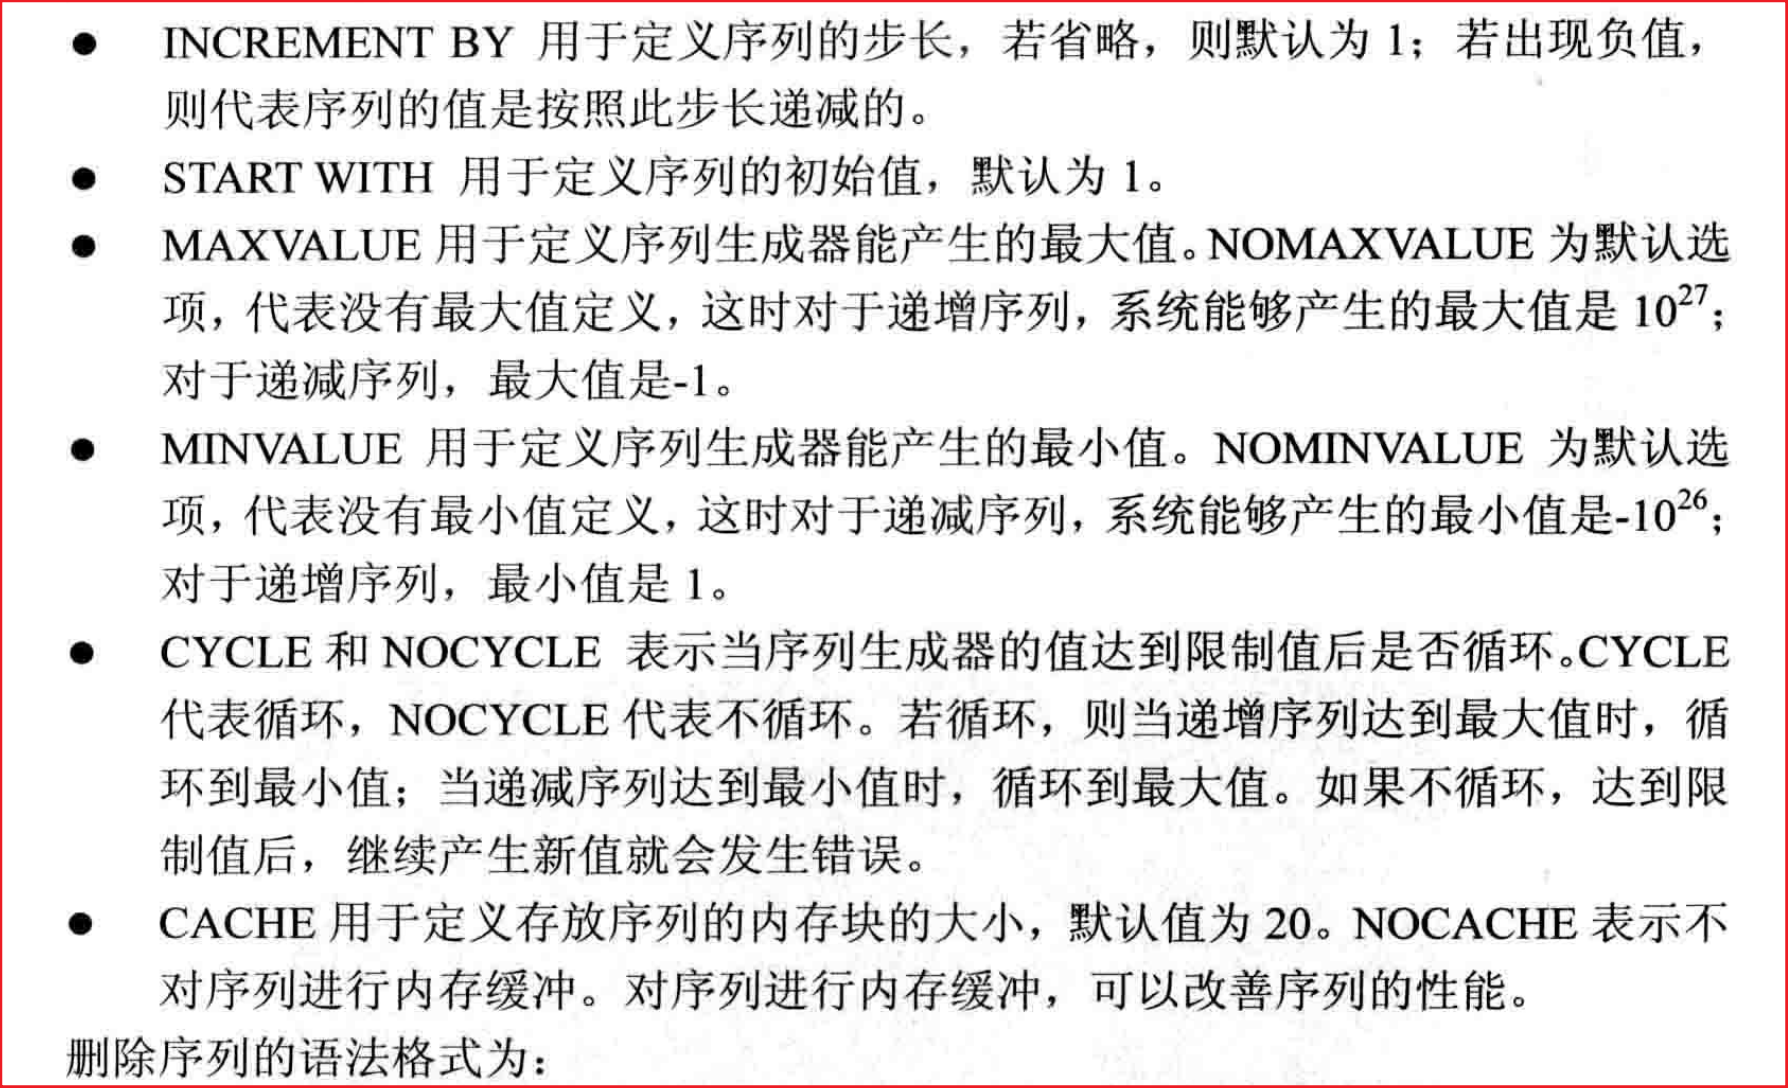 ● INCREMENT BY 用于定义序列的步长，若省略，则默认为 1；若出现负值，
则代表序列的值是按照此步长递减的。
● START WITH 用于定义序列的初始值，默认为 1。
● MAXVALUE 用于定义序列生成器能产生的最大值。NOMAXVALUE 为默认选
项，代表没有最大值定义，这时对于递增序列，系统能够产生的最大值是 10²⁷；
对于递减序列，最大值是-1。
● MINVALUE 用于定义序列生成器能产生的最小值。NOMINVALUE 为默认选
项，代表没有最小值定义，这时对于递减序列，系统能够产生的最小值是-10²⁶；
对于递增序列，最小值是 1。
● CYCLE 和 NOCYCLE 表示当序列生成器的值达到限制值后是否循环。CYCLE
代表循环，NOCYCLE 代表不循环。若循环，则当递增序列达到最大值时，循
环到最小值；当递减序列达到最小值时，循环到最大值。如果不循环，达到限
制值后，继续产生新值就会发生错误。
● CACHE 用于定义存放序列的内存块的大小，默认值为 20。NOCACHE 表示不
对序列进行内存缓冲。对序列进行内存缓冲，可以改善序列的性能。
删除序列的语法格式为：